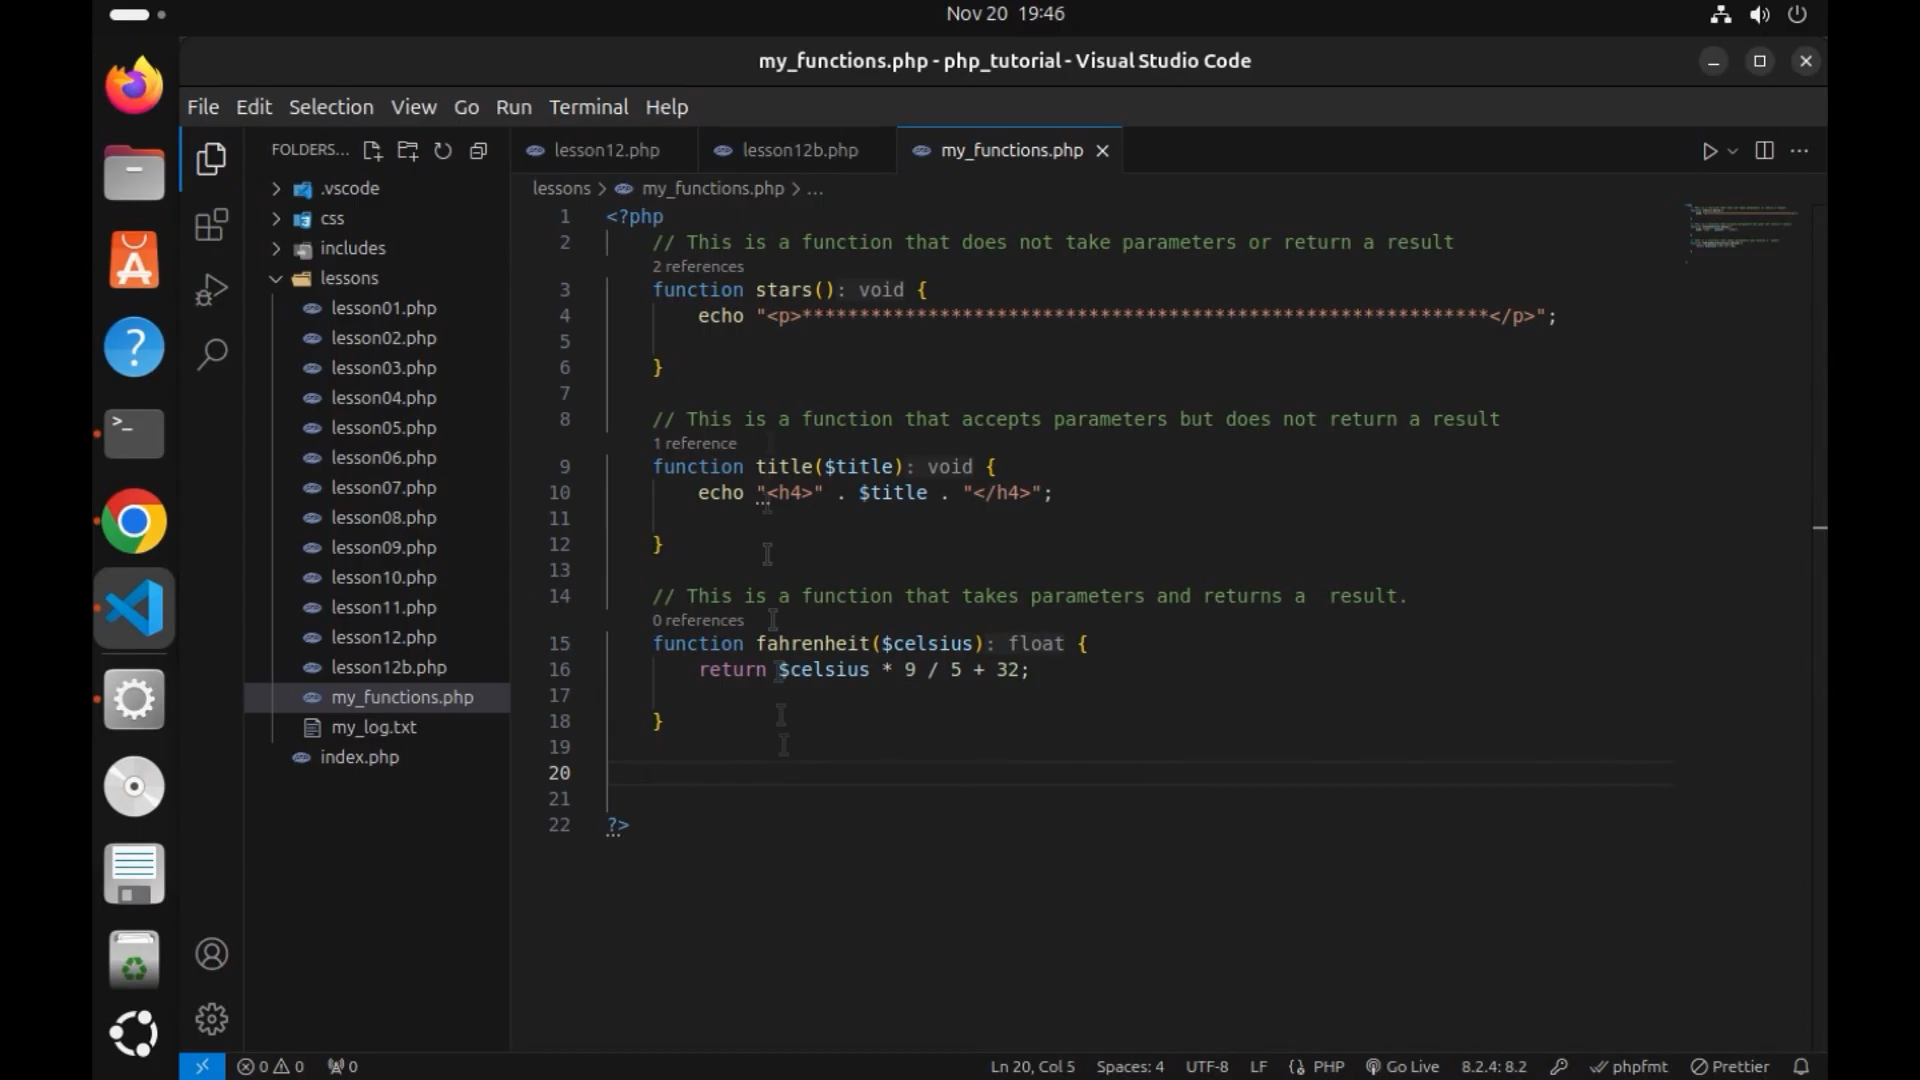 Nov 20 19:46
my_functions.php - php_tutorial - Visual Studio Code
File Edit Selection View Go Run Terminal Help
FOLDERS...
lesson12.php
lesson12b.php
my_functions.php
lessons > my_functions.php > ...
.vscode
css
includes
lessons
lesson01.php
lesson02.php
lesson03.php
lesson04.php
lesson05.php
lesson06.php
lesson07.php
lesson08.php
lesson09.php
lesson10.php
lesson11.php
lesson12.php
lesson12b.php
my_functions.php
my_log.txt
index.php
1 <?php
2 // This is a function that does not take parameters or return a result
2 references
3 function stars(): void {
4 echo "<p>************************************************************</p>";
5
6 }
7
8 // This is a function that accepts parameters but does not return a result
1 reference
9 function title($title): void {
10 echo "<h4>" . $title . "</h4>";
11
12 }
13
14 // This is a function that takes parameters and returns a  result.
0 references
15 function fahrenheit($celsius): float {
16 return $celsius * 9 / 5 + 32;
17
18 }
19
20
21
22 ?>
0 0 0 Ln 20, Col 5 Spaces: 4 UTF-8 LF {} PHP Go Live 8.2.4: 8.2 phpfmt Prettier